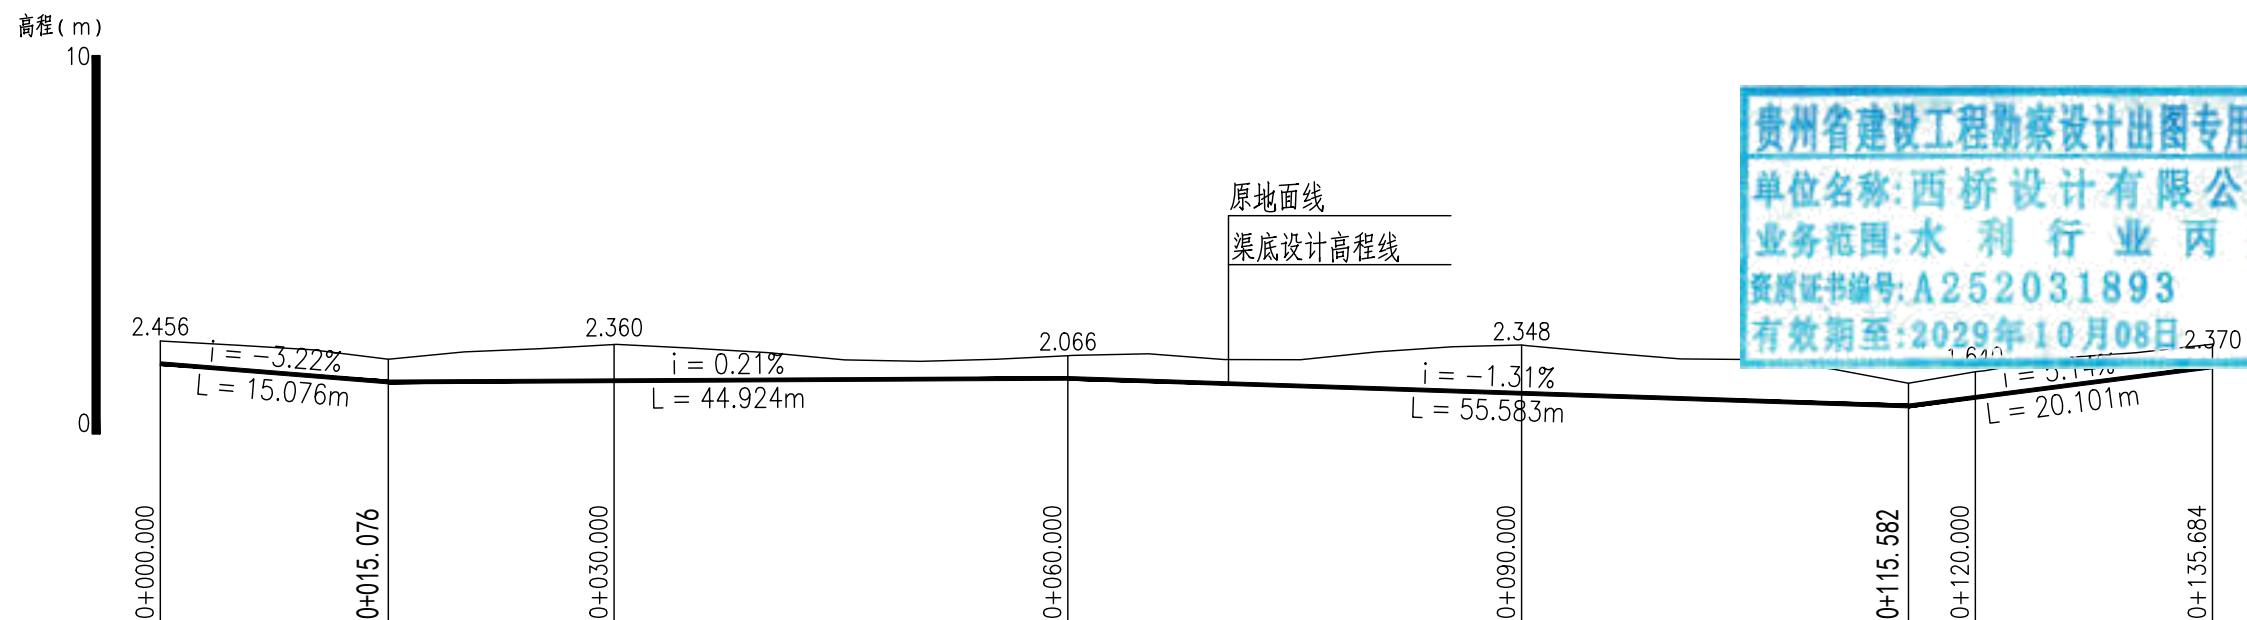 高程(m)
10
0
原地面线
渠底设计高程线
贵州省建设工程勘察设计出图专用
单位名称:西桥设计有限公
业务范围:水利行业丙
资质证书编号:A252031893
有效期至:2029年10月08日
2.456
2.360
2.066
2.348
1.640
2.370
i = -3.22%
L = 15.076m
i = 0.21%
L = 44.924m
i = -1.31%
L = 55.583m
i = 5.14%
L = 20.101m
0+000.000
0+015.076
0+030.000
0+060.000
0+090.000
0+115.582
0+120.000
0+135.684